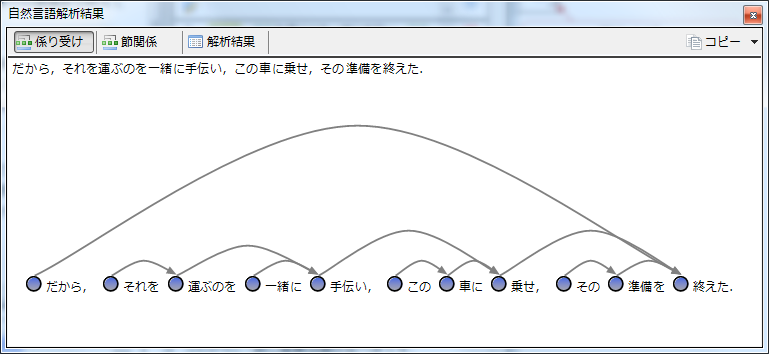 自然言語解析結果
係り受け 節関係 解析結果 コピー
だから，それを運ぶのを一緒に手伝い，この車に乗せ，その準備を終えた．
だから， それを 運ぶのを 一緒に 手伝い， この 車に 乗せ， その 準備を 終えた．